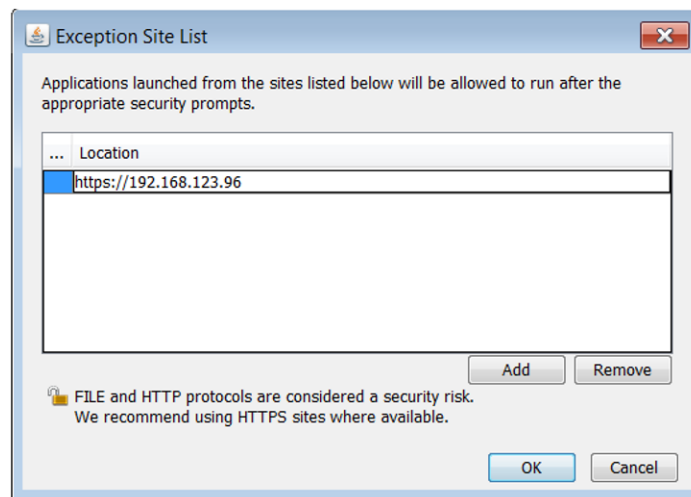 Exception Site List
Applications launched from the sites listed below will be allowed to run after the
appropriate security prompts.
... Location
https://192.168.123.96
Add Remove
FILE and HTTP protocols are considered a security risk.
We recommend using HTTPS sites where available.
OK Cancel